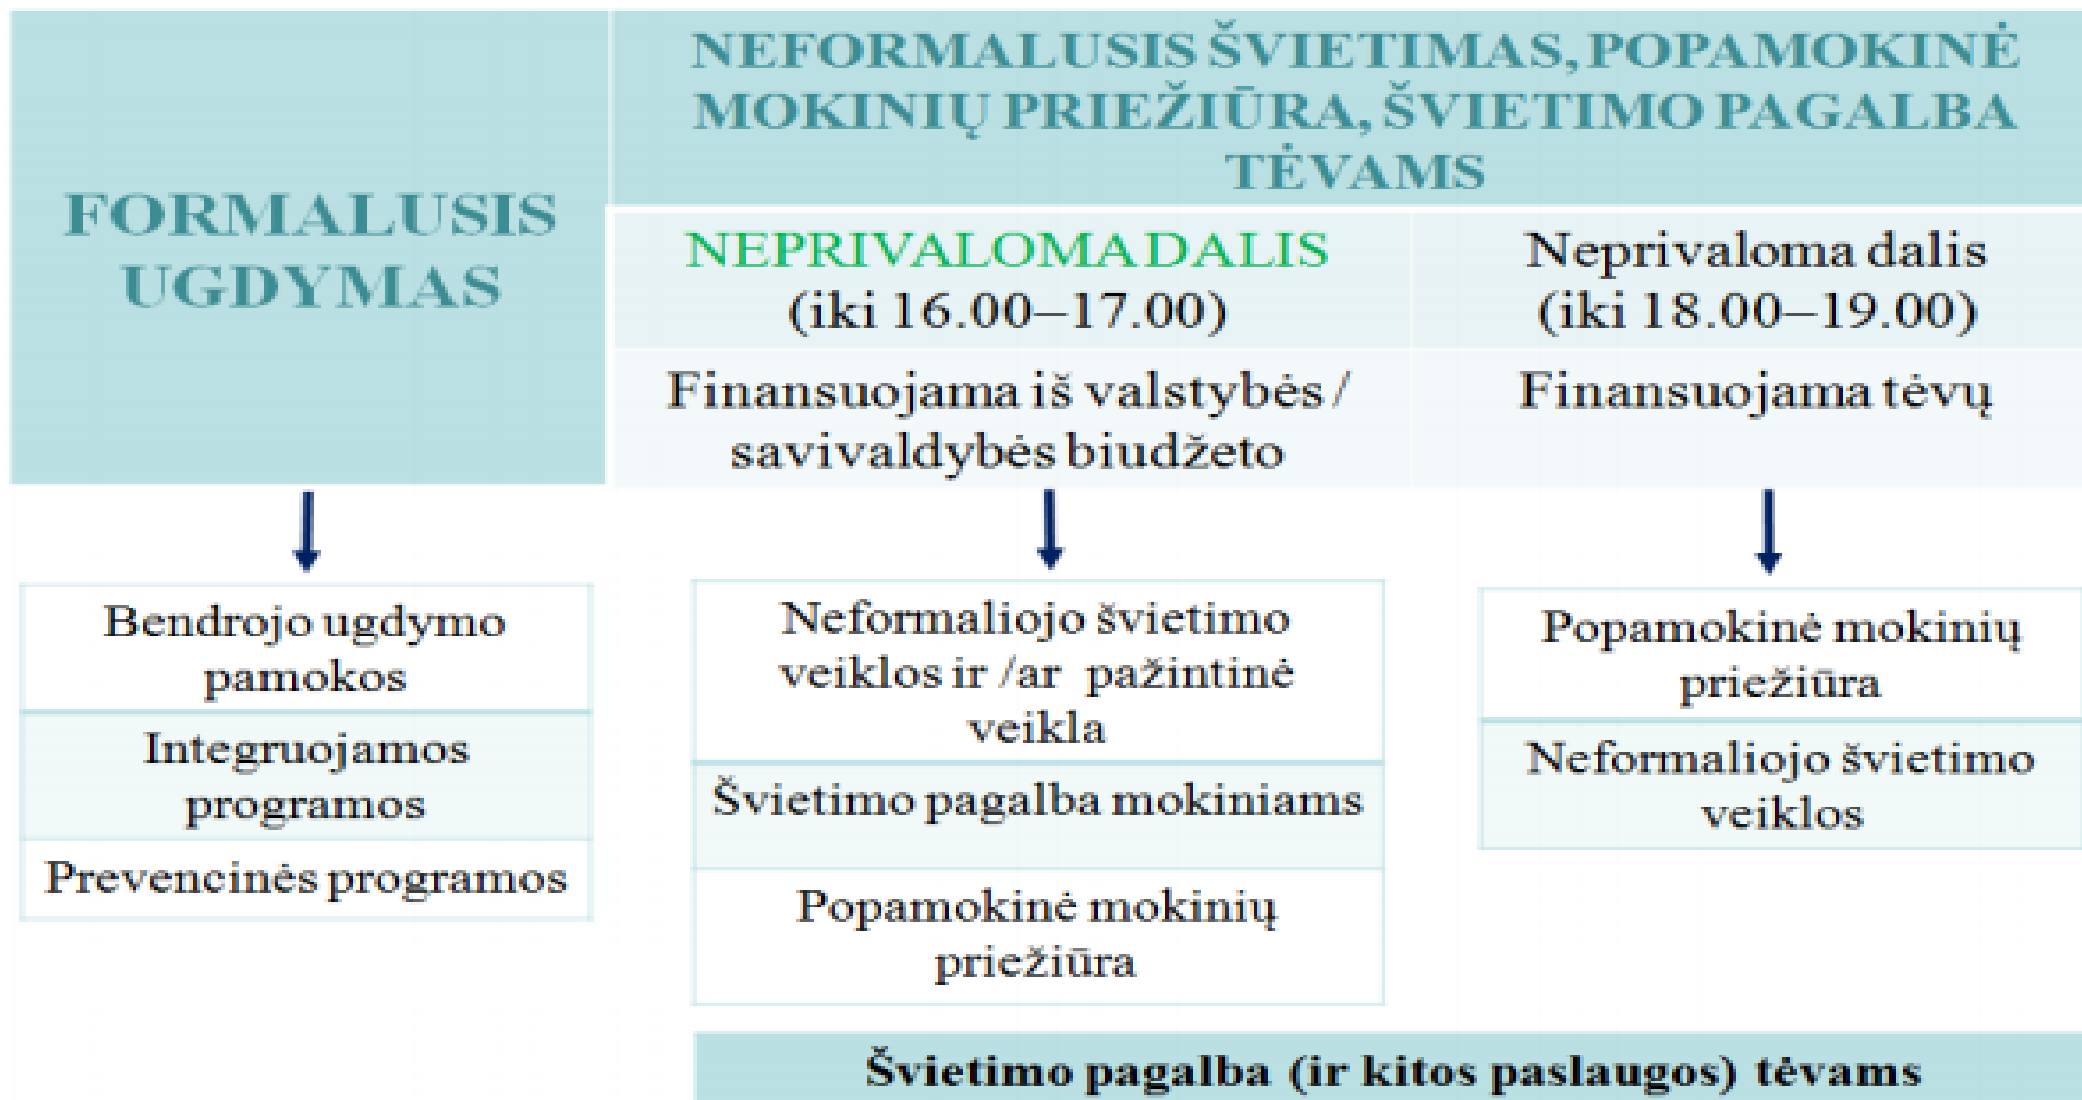 FORMALUSIS
UGDYMAS
NEFORMALUSIS ŠVIETIMAS, POPAMOKINĖ
MOKINIŲ PRIEŽIŪRA, ŠVIETIMO PAGALBA
TĖVAMS
NEPRIVALOMA DALIS
(iki 16.00–17.00)
Neprivaloma dalis
(iki 18.00–19.00)
Finansuojama iš valstybės /
savivaldybės biudžeto
Finansuojama tėvų
Bendrojo ugdymo
pamokos
Integruojamos
programos
Prevencinės programos
Neformaliojo švietimo
veiklos ir /ar pažintinė
veikla
Švietimo pagalba mokiniams
Popamokinė mokinių
priežiūra
Popamokinė mokinių
priežiūra
Neformaliojo švietimo
veiklos
Švietimo pagalba (ir kitos paslaugos) tėvams